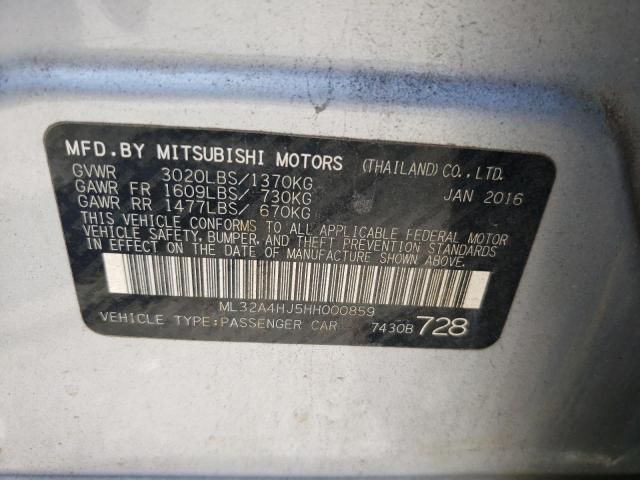 MFD. BY MITSUBISHI MOTORS (THAILAND) CO., LTD.
GVWR 3020LBS/1370KG JAN 2016
GAWR FR 1609LBS/ 730KG
GAWR RR 1477LBS/ 670KG
THIS VEHICLE CONFORMS TO ALL APPLICABLE FEDERAL MOTOR
VEHICLE SAFETY, BUMPER, AND THEFT PREVENTION STANDARDS
IN EFFECT ON THE DATE OF MANUFACTURE SHOWN ABOVE.
ML32A4HJ5HH000859
VEHICLE TYPE:PASSENGER CAR 7430B 728